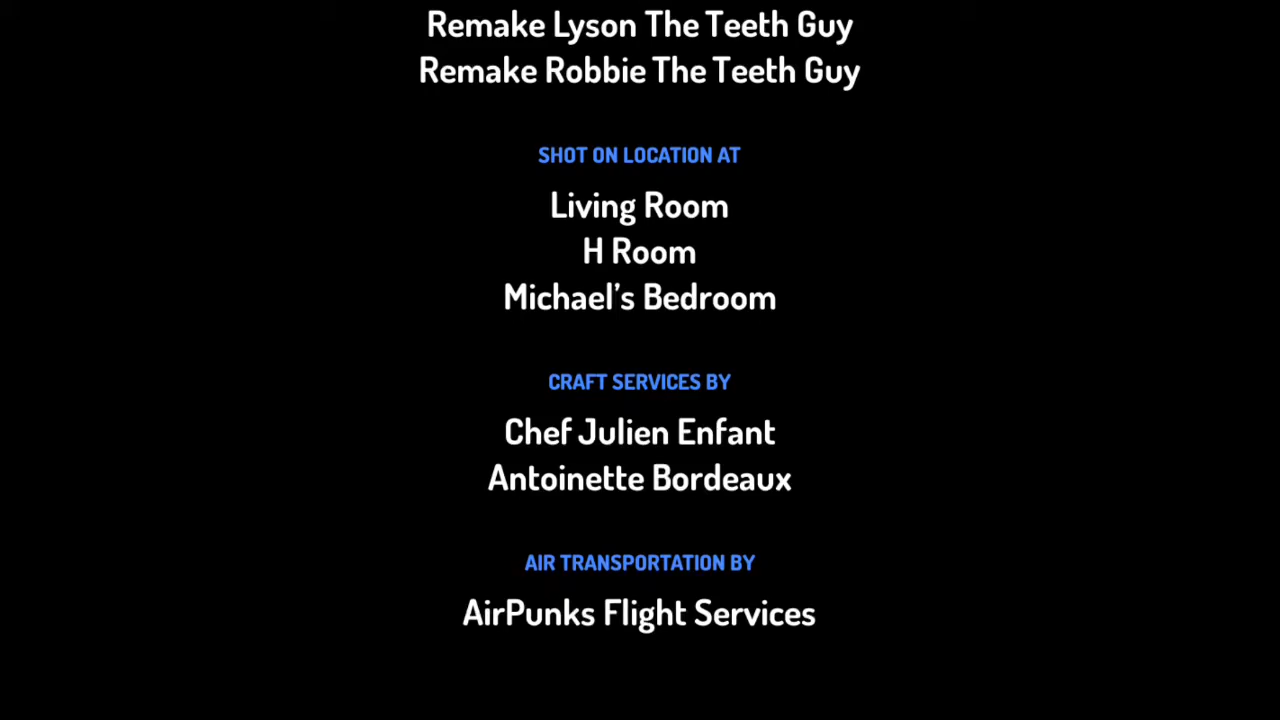 Remake Lyson The Teeth Guy
Remake Robbie The Teeth Guy
SHOT ON LOCATION AT
Living Room
H Room
Michael's Bedroom
CRAFT SERVICES BY
Chef Julien Enfant
Antoinette Bordeaux
AIR TRANSPORTATION BY
AirPunks Flight Services